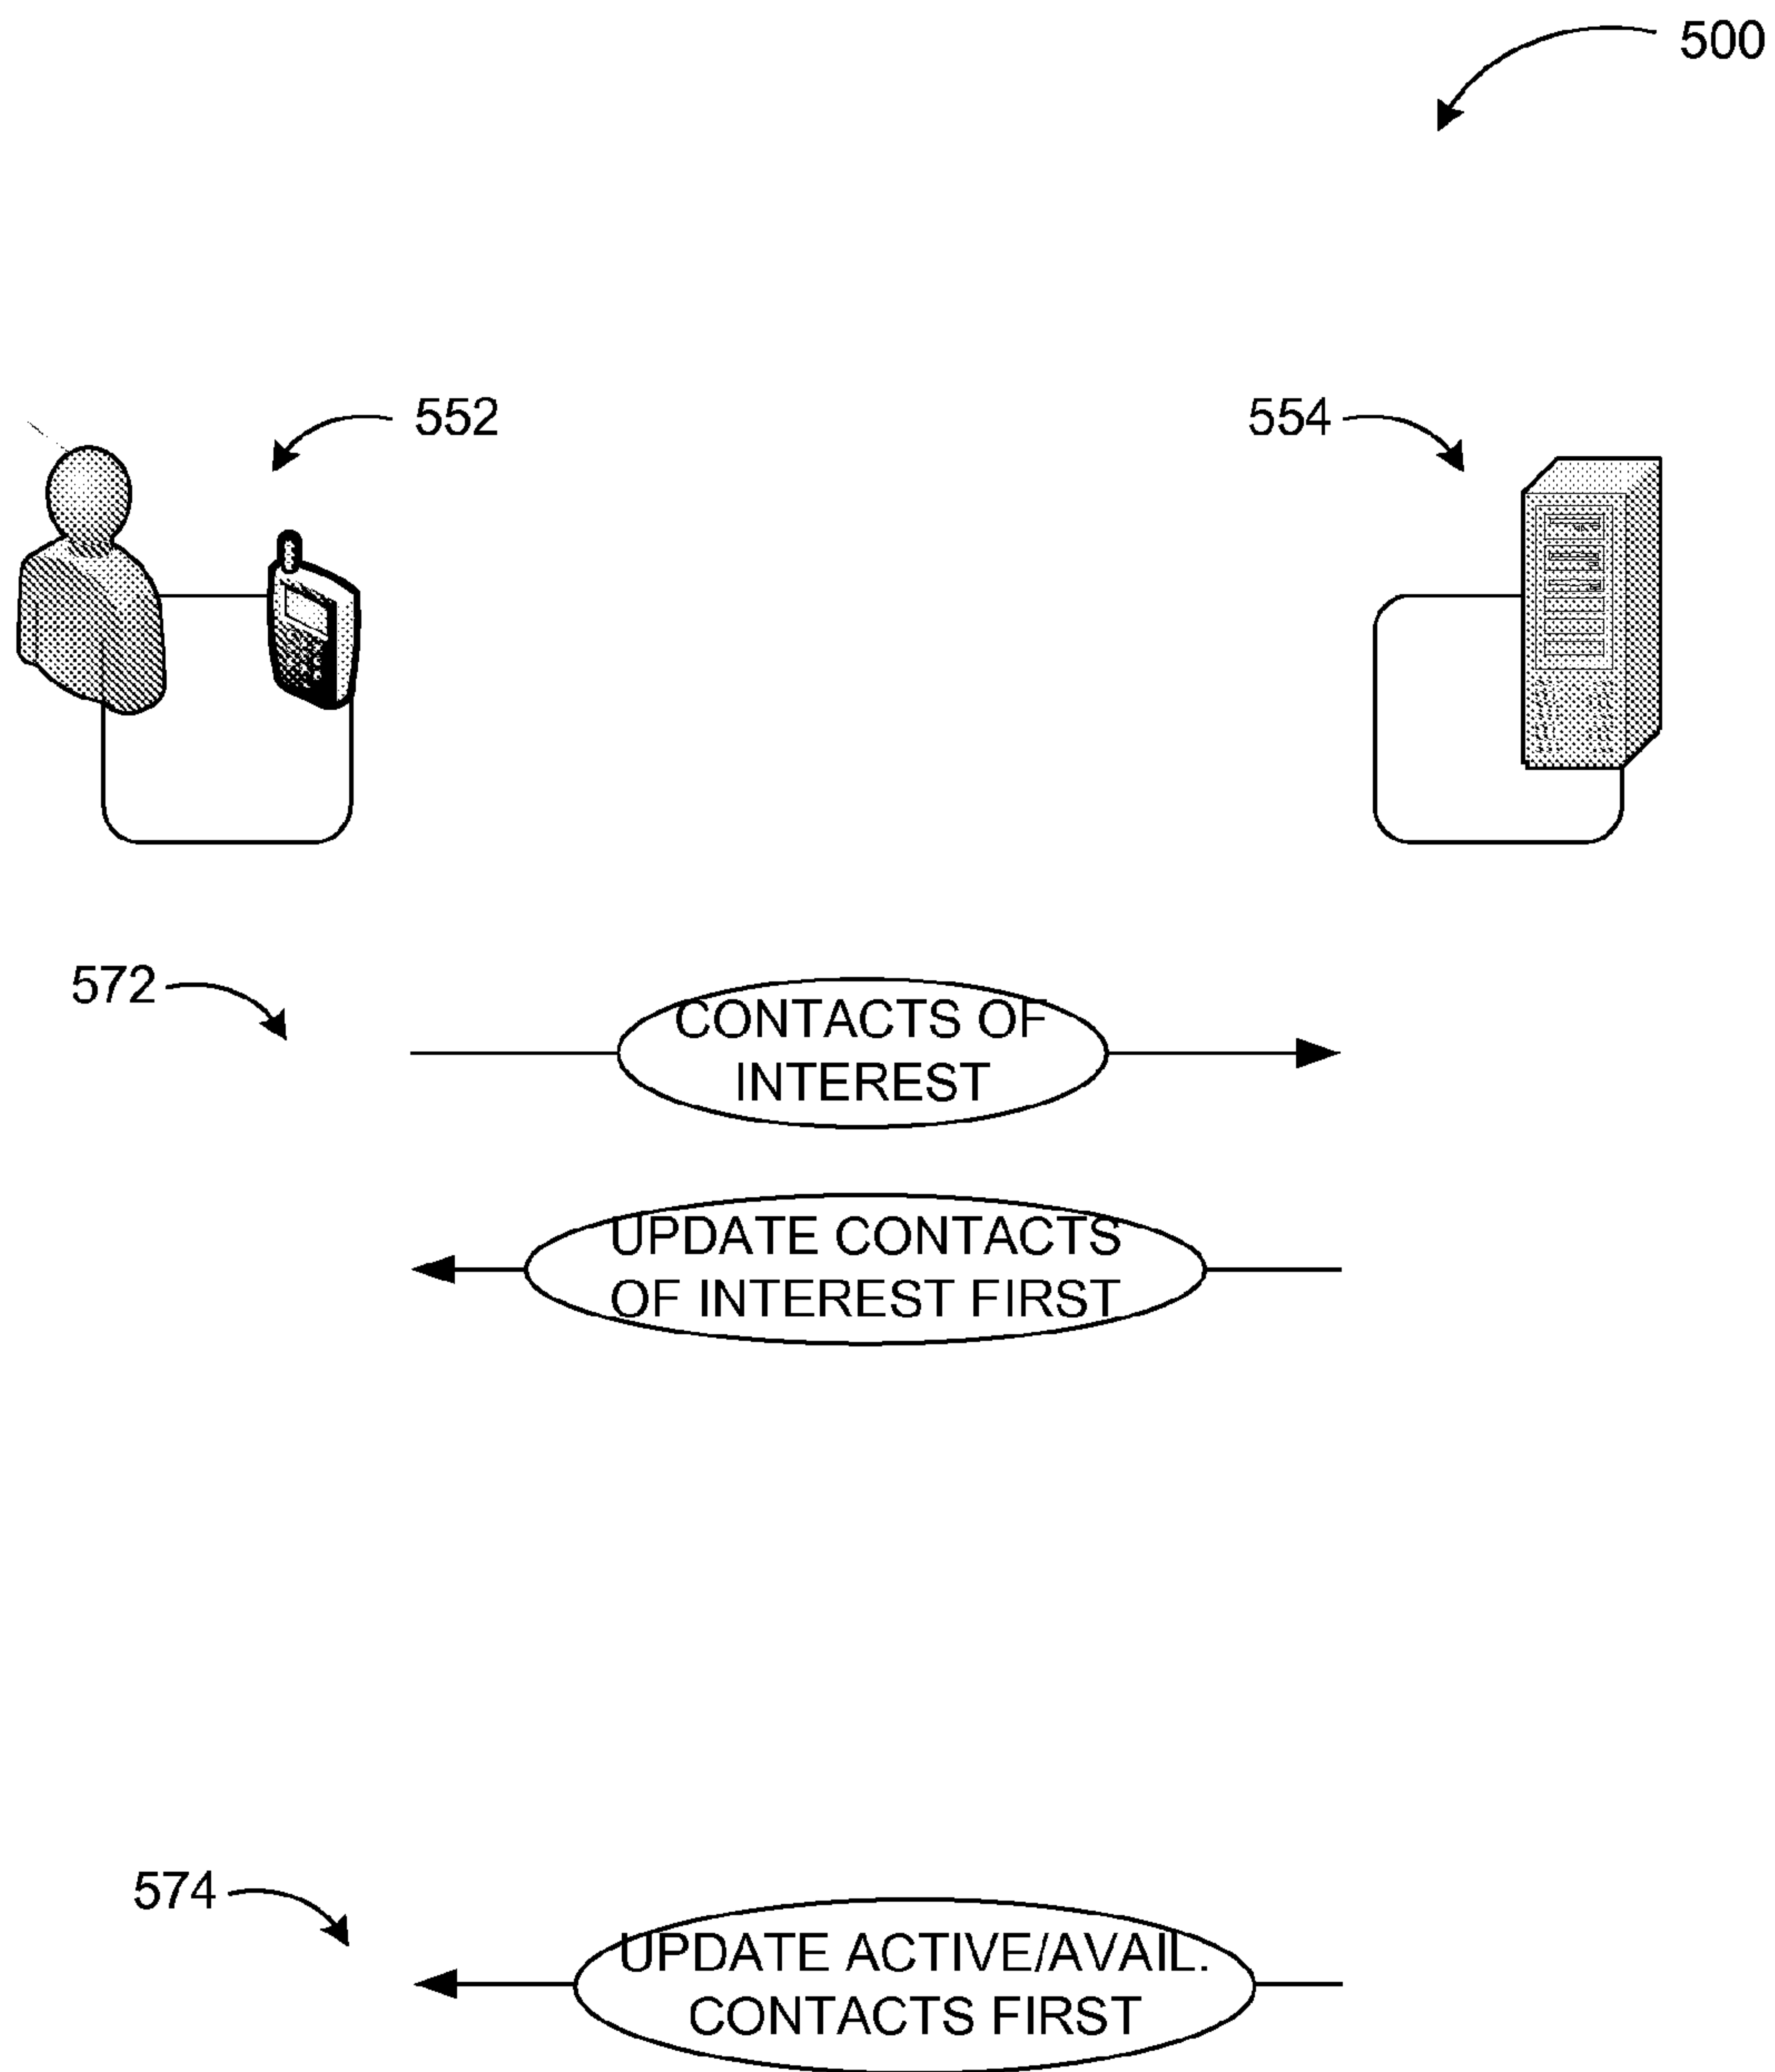 500
552
554
572
CONTACTS OF
INTEREST
UPDATE CONTACTS
OF INTEREST FIRST
574
UPDATE ACTIVE/AVAIL.
CONTACTS FIRST